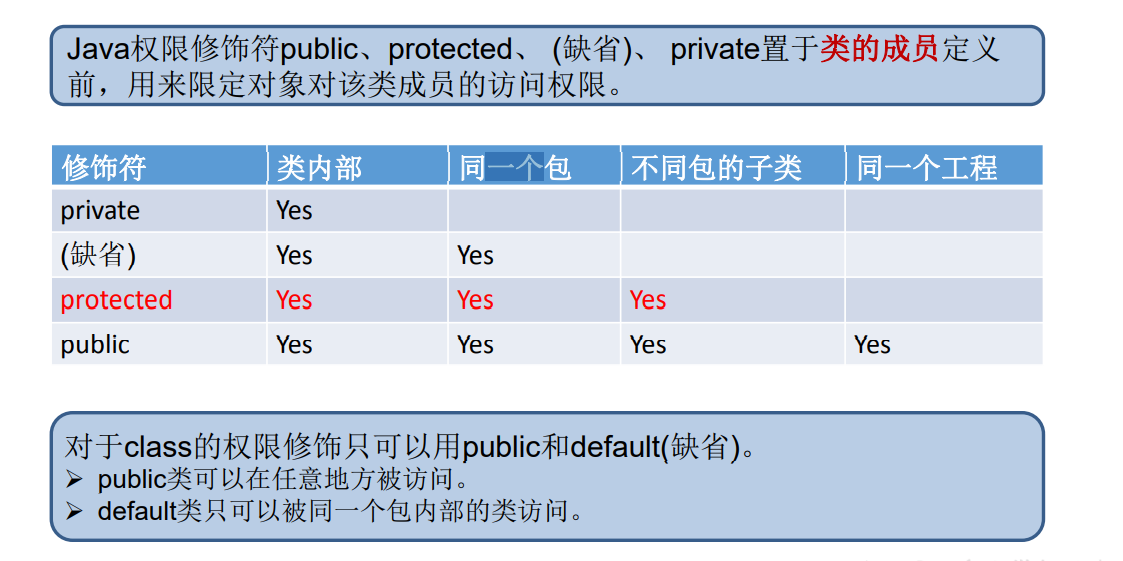 Java权限修饰符public、protected、 (缺省)、 private置于类的成员定义
前，用来限定对象对该类成员的访问权限。
修饰符 类内部 同一个包 不同包的子类 同一个工程
private Yes
(缺省) Yes Yes
protected Yes Yes Yes
public Yes Yes Yes Yes
对于class的权限修饰只可以用public和default(缺省)。
➢ public类可以在任意地方被访问。
➢ default类只可以被同一个包内部的类访问。